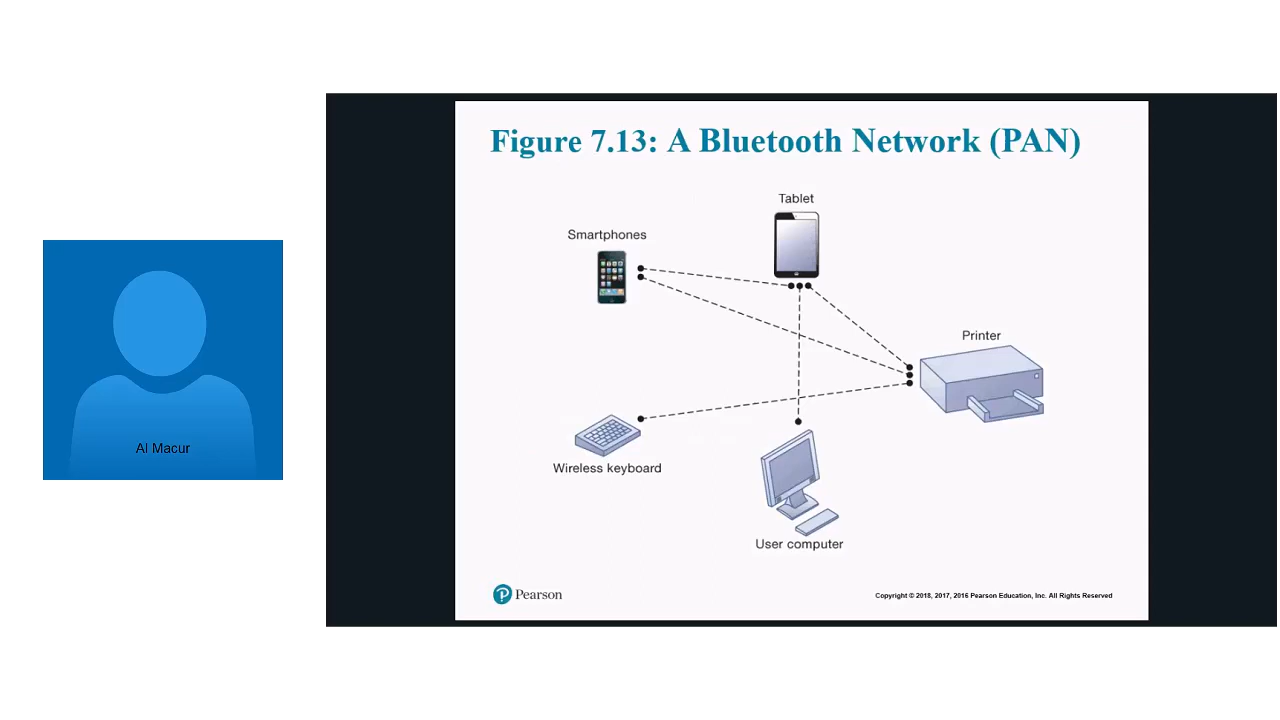 Figure 7.13: A Bluetooth Network (PAN)
Tablet
Smartphones
Printer
Al Macur
Wireless keyboard
User computer
Pearson
Copyright © 2018, 2017, 2016 Pearson Education, Inc. All Rights Reserved